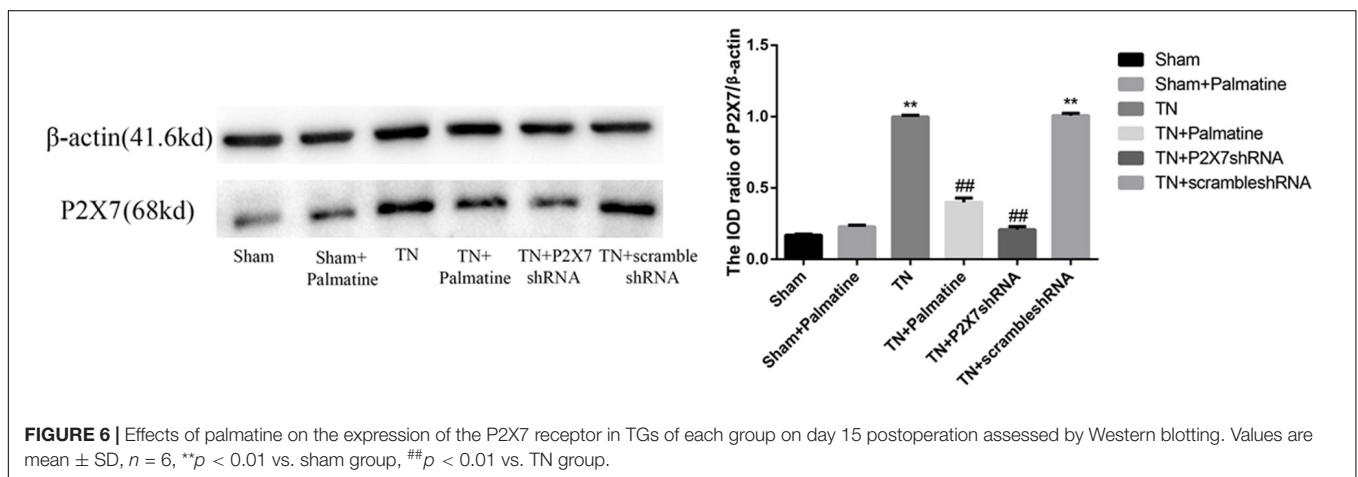 β-actin(41.6kd)
P2X7(68kd)
Sham
Sham+
Palmatine
TN
TN+
Palmatine
TN+P2X7
shRNA
TN+scramble
shRNA
The IOD radio of P2X7/β-actin
1.5
1.0
0.5
0.0
**
##
##
**
Sham
Sham+Palmatine
TN
TN+Palmatine
TN+P2X7shRNA
TN+scrambleshRNA
Sham
Sham+Palmatine
TN
TN+Palmatine
TN+P2X7shRNA
TN+scrambleshRNA
FIGURE 6 | Effects of palmatine on the expression of the P2X7 receptor in TGs of each group on day 15 postoperation assessed by Western blotting. Values are
mean ± SD, n = 6, **p < 0.01 vs. sham group, ##p < 0.01 vs. TN group.